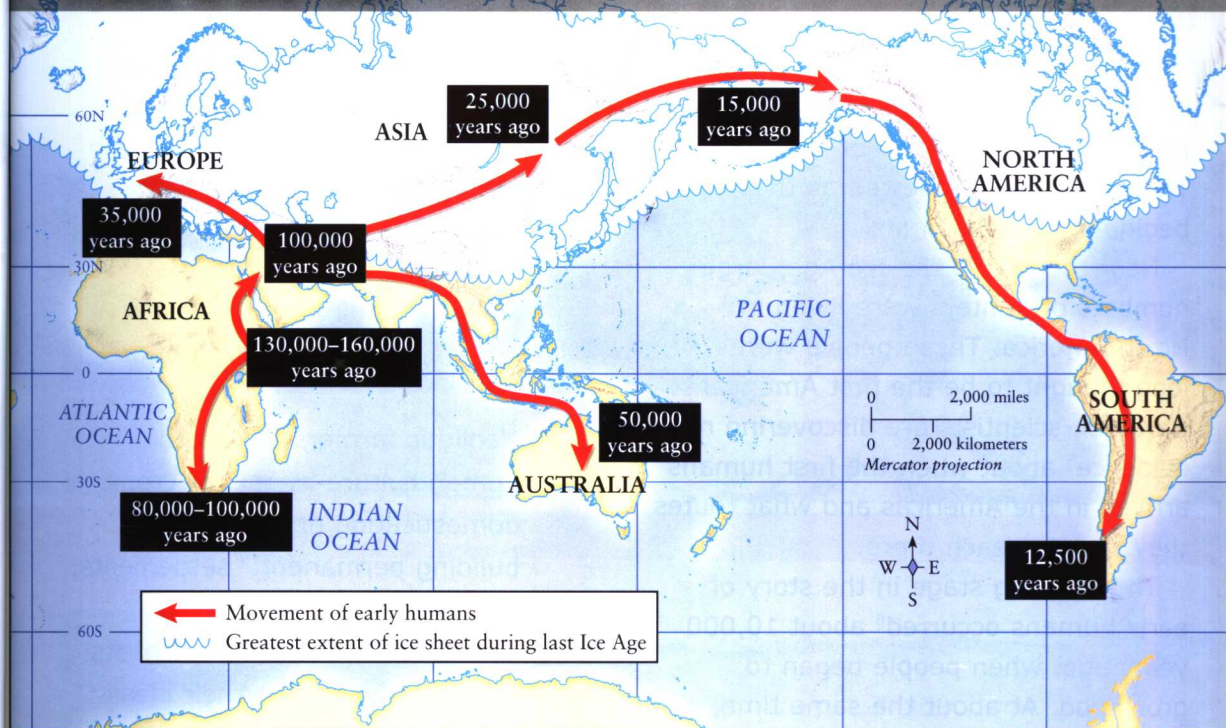 60N
ASIA
25,000
years ago
15,000
years ago
EUROPE
NORTH
AMERICA
35,000
years ago
100,000
years ago
30N
AFRICA
PACIFIC
OCEAN
130,000–160,000
years ago
0
ATLANTIC
OCEAN
0 2,000 miles
0 2,000 kilometers
Mercator projection
SOUTH
AMERICA
50,000
years ago
30S
AUSTRALIA
80,000–100,000
years ago
INDIAN
OCEAN
N
W E
S
12,500
years ago
Movement of early humans
Greatest extent of ice sheet during last Ice Age
60S